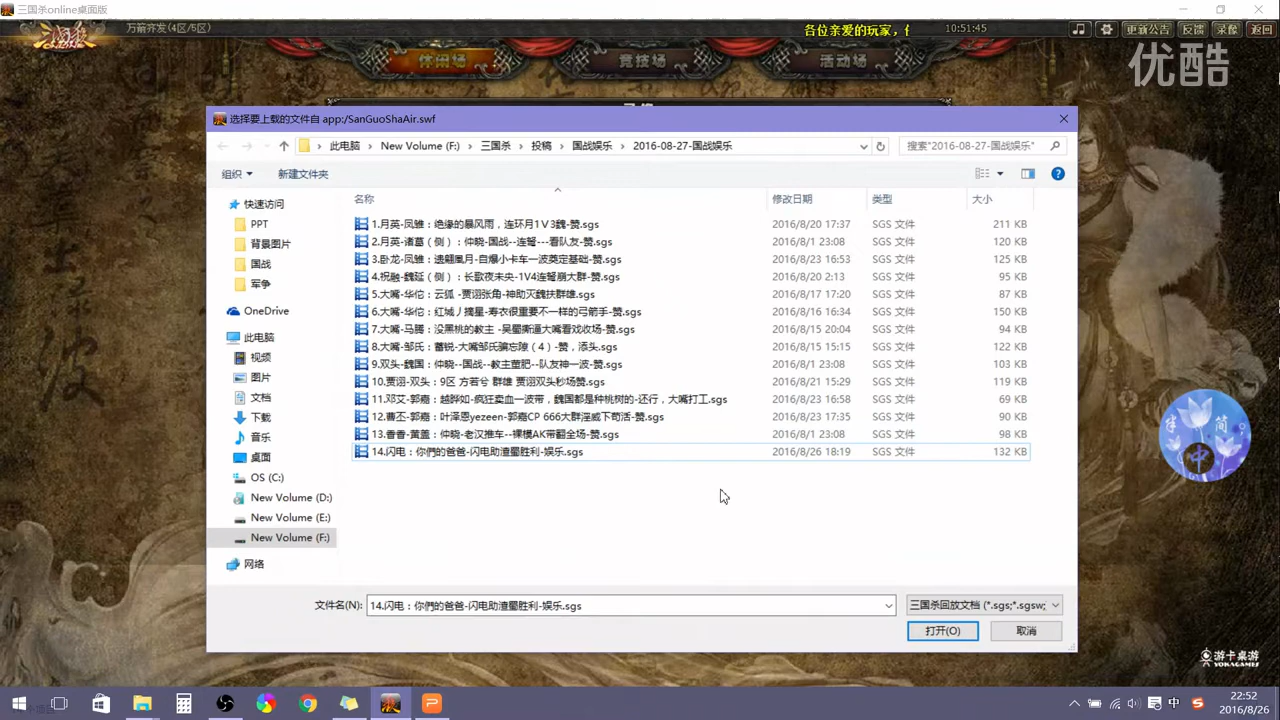 三国杀online桌面版
万箭齐发(4区/5区)
各位亲爱的玩家，
10:51:45
更新公告
反馈
录像
返回
休闲场
竞技场
活动场
优酷
选择要上载的文件自 app:/SanGuoShaAir.swf
此电脑 › New Volume (F:) › 三国杀 › 投稿 › 国战娱乐 › 2016-08-27-国战娱乐
搜索"2016-08-27-国战娱乐"
组织 新建文件夹
名称 修改日期 类型 大小
快速访问
PPT
背景图片
国战
军争
OneDrive
此电脑
视频
图片
文档
下载
音乐
桌面
OS (C:)
New Volume (D:)
New Volume (E:)
New Volume (F:)
网络
1.月英-凤雏：绝缘的暴风雨，连环月1V3魏-赞.sgs 2016/8/20 17:37 SGS 文件 211 KB
2.月英-诸葛（倒）：仲晓-国战--连弩---看队友-赞.sgs 2016/8/1 23:08 SGS 文件 120 KB
3.卧龙-凤雏：遗翺風月-自爆小卡车一波奠定基础-赞.sgs 2016/8/23 16:53 SGS 文件 125 KB
4.祝融-魏延（倒）：长歌夜未央-1V4连弩崩大群-赞.sgs 2016/8/20 2:13 SGS 文件 95 KB
5.大嘴-华佗：云狐 -贾诩张角-神助灭魏扶群雄.sgs 2016/8/17 17:20 SGS 文件 87 KB
6.大嘴-华佗：红城丿摘星-寿衣很重要不一样的弓箭手-赞.sgs 2016/8/16 16:34 SGS 文件 150 KB
7.大嘴-马腾：没黑桃的教主 -吴蜀撕逼大嘴看戏收场-赞.sgs 2016/8/15 20:04 SGS 文件 94 KB
8.大嘴-邹氏：董锐-大嘴邹氏骗忘隙（4）-赞，添头.sgs 2016/8/15 15:15 SGS 文件 122 KB
9.双头-魏国：仲晓--国战--教主萤肥--队友神一波-赞.sgs 2016/8/1 23:08 SGS 文件 103 KB
10.贾诩-双头：9区 方若兮 群雄 贾诩双头秒场赞.sgs 2016/8/21 15:29 SGS 文件 119 KB
11.邓艾-郭嘉：越哗如-疯狂卖血一波带，魏国都是种桃树的-还行，大嘴打工.sgs 2016/8/23 16:58 SGS 文件 69 KB
12.曹丕-郭嘉：叶泽恩yezeen-郭嘉CP 666大群淫威下苟活-赞.sgs 2016/8/23 17:35 SGS 文件 90 KB
13.香香-黄盖：仲晓-老汉推车--裸模AK带翻全场-赞.sgs 2016/8/1 23:08 SGS 文件 98 KB
14.闪电：你們的爸爸-闪电助渣蜀胜利-娱乐.sgs 2016/8/26 18:19 SGS 文件 132 KB
文件名(N): 14.闪电：你們的爸爸-闪电助渣蜀胜利-娱乐.sgs
三国杀回放文档 (*.sgs;*.sgsw;
打开(O) 取消
中
简
游卡桌游
YOKAGAMES
中
22:52
2016/8/26